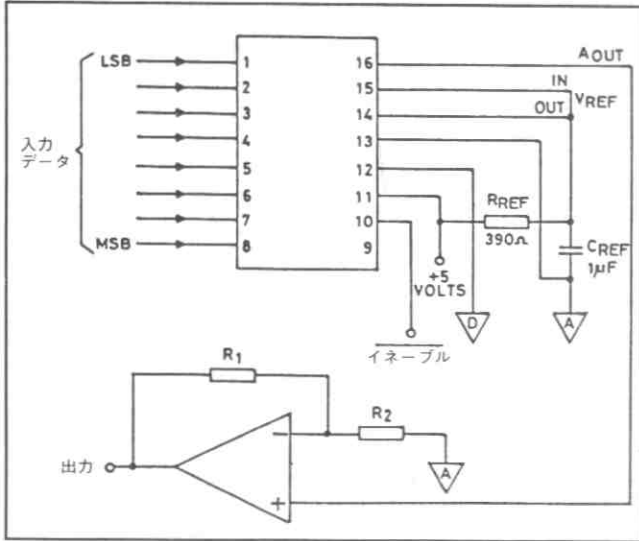 LSB
入力
データ
MSB
1
2
3
4
5
6
7
8
16
15
14
13
12
11
10
9
AOUT
IN
VREF
OUT
RREF
390Ω
CREF
1μF
+5
VOLTS
D
A
イネーブル
R1
R2
A
出力
−
+